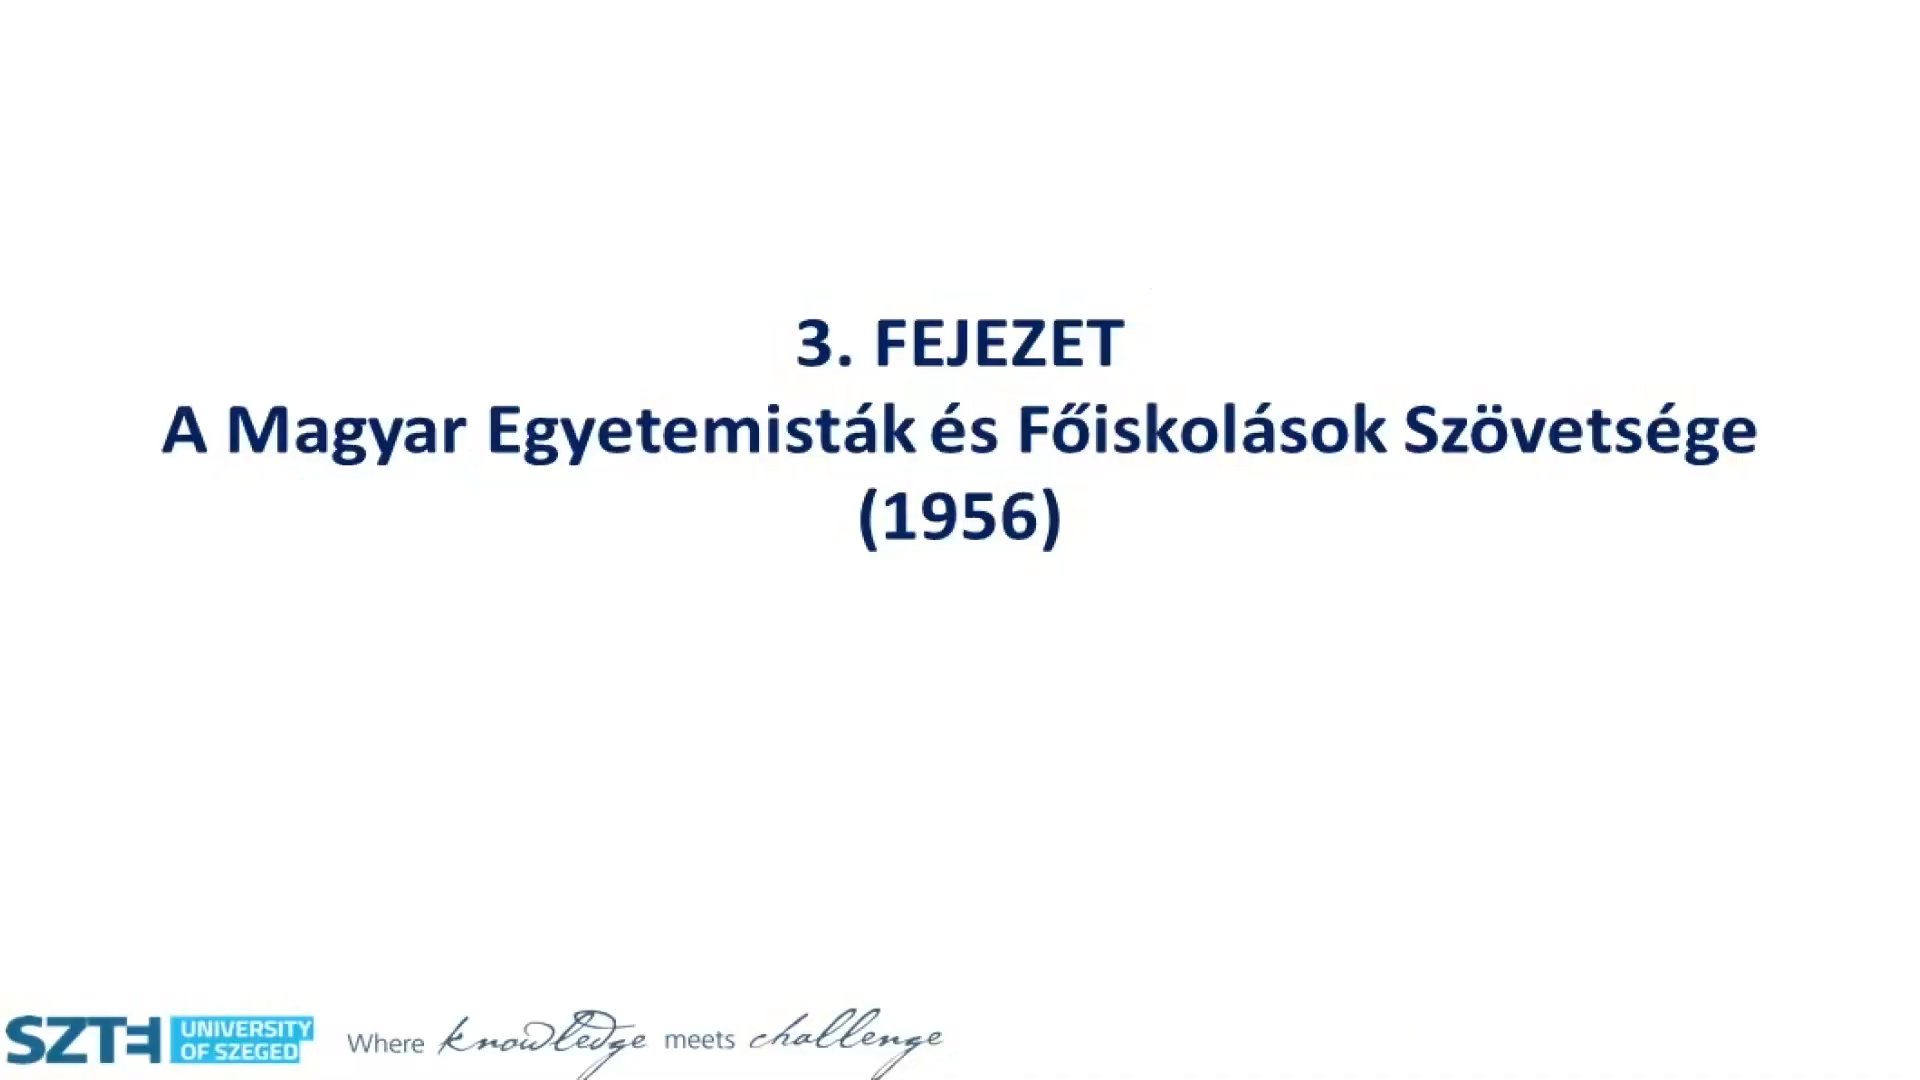 3. FEJEZET
A Magyar Egyetemisták és Főiskolások Szövetsége
(1956)
SZTE UNIVERSITY
OF SZEGED
Where knowledge meets challenge